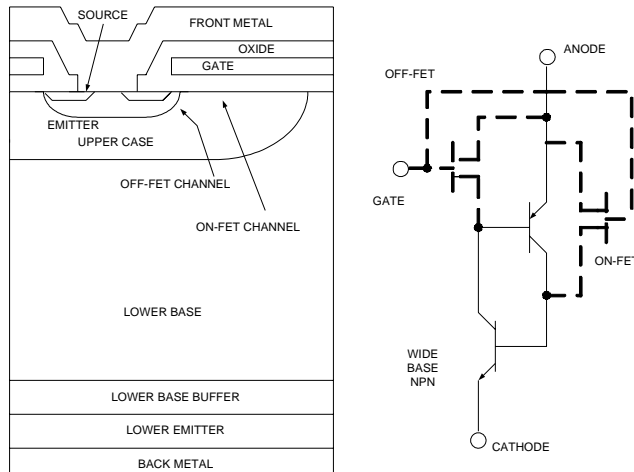 SOURCE
FRONT METAL
OXIDE
GATE
EMITTER
UPPER CASE
OFF-FET CHANNEL
ON-FET CHANNEL
LOWER BASE
LOWER BASE BUFFER
LOWER EMITTER
BACK METAL
ANODE
OFF-FET
GATE
ON-FET
WIDE
BASE
NPN
CATHODE